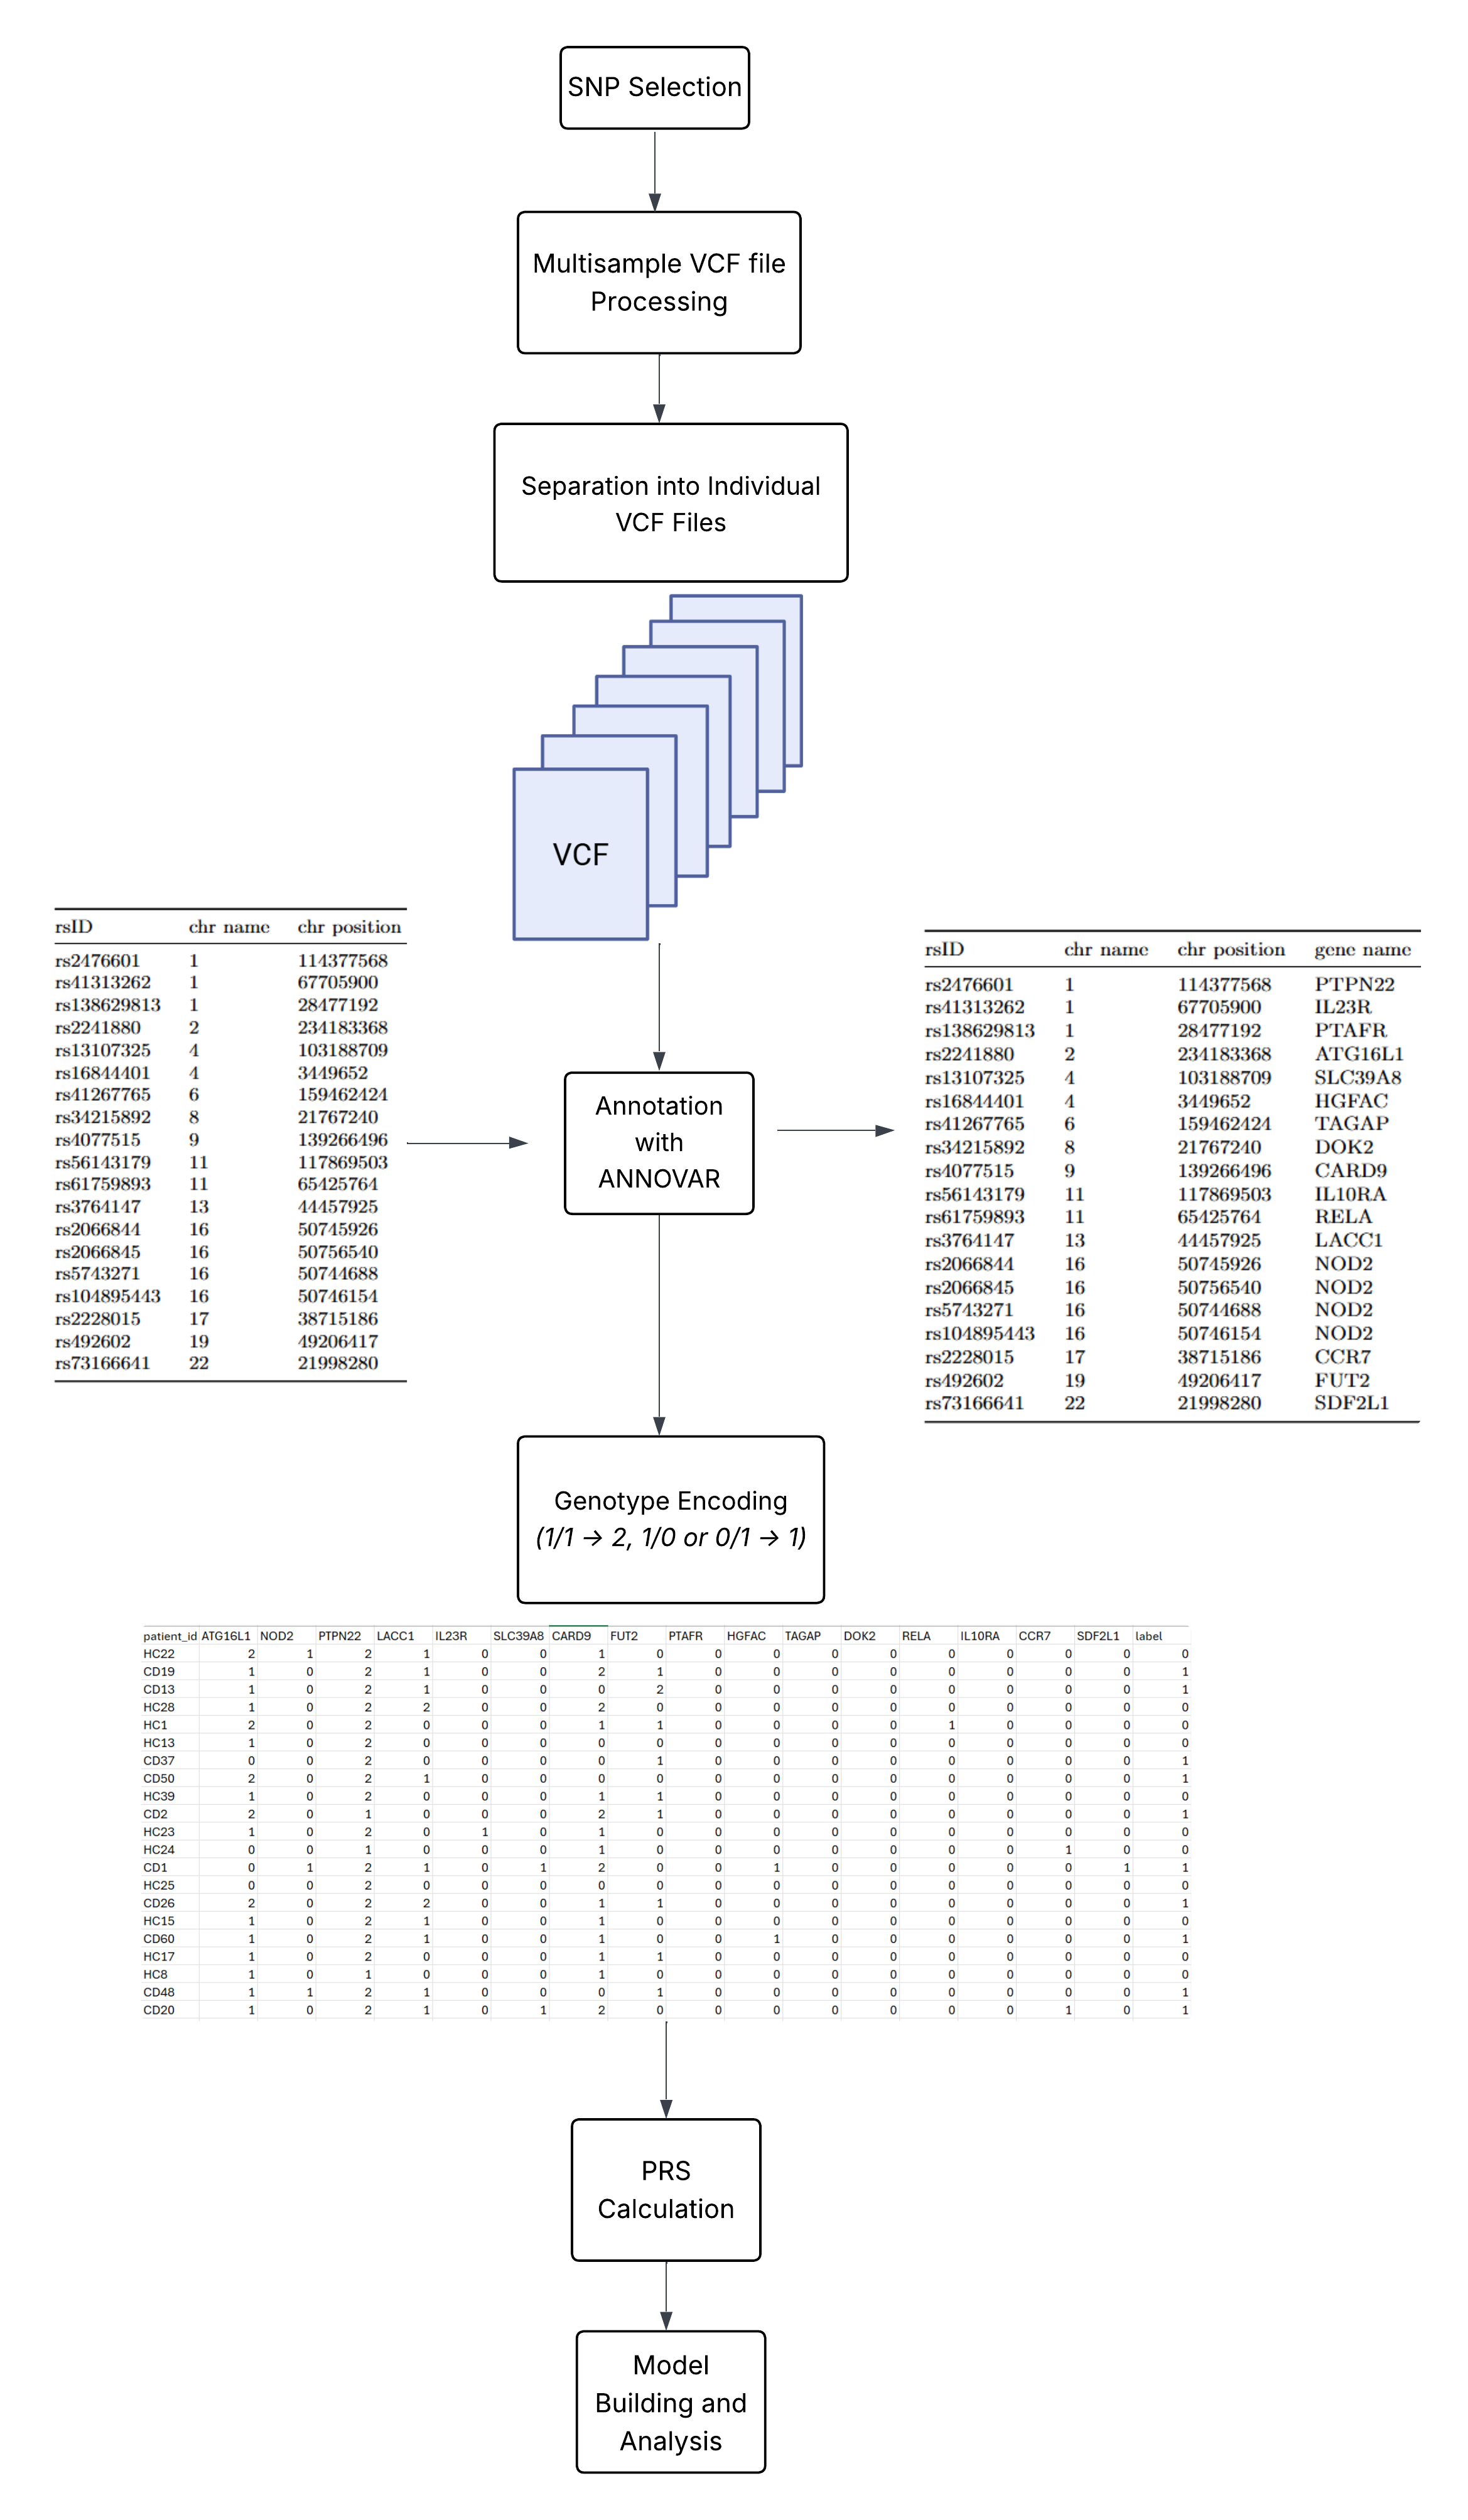 SNP Selection
Multisample VCF file
Processing
Separation into Individual
VCF Files
VCF
rsID chr name chr position
rs2476601 1 114377568
rs41313262 1 67705900
rs138629813 1 28477192
rs2241880 2 234183368
rs13107325 4 103188709
rs16844401 4 3449652
rs41267765 6 159462424
rs34215892 8 21767240
rs4077515 9 139266496
rs56143179 11 117869503
rs61759893 11 65425764
rs3764147 13 44457925
rs2066844 16 50745926
rs2066845 16 50756540
rs5743271 16 50744688
rs104895443 16 50746154
rs2228015 17 38715186
rs492602 19 49206417
rs73166641 22 21998280
Annotation
with
ANNOVAR
rsID chr name chr position gene name
rs2476601 1 114377568 PTPN22
rs41313262 1 67705900 IL23R
rs138629813 1 28477192 PTAFR
rs2241880 2 234183368 ATG16L1
rs13107325 4 103188709 SLC39A8
rs16844401 4 3449652 HGFAC
rs41267765 6 159462424 TAGAP
rs34215892 8 21767240 DOK2
rs4077515 9 139266496 CARD9
rs56143179 11 117869503 IL10RA
rs61759893 11 65425764 RELA
rs3764147 13 44457925 LACC1
rs2066844 16 50745926 NOD2
rs2066845 16 50756540 NOD2
rs5743271 16 50744688 NOD2
rs104895443 16 50746154 NOD2
rs2228015 17 38715186 CCR7
rs492602 19 49206417 FUT2
rs73166641 22 21998280 SDF2L1
Genotype Encoding
(1/1 → 2, 1/0 or 0/1 → 1)
patient_id ATG16L1 NOD2 PTPN22 LACC1 IL23R SLC39A8 CARD9 FUT2 PTAFR HGFAC TAGAP DOK2 RELA IL10RA CCR7 SDF2L1 label
HC22 2 1 2 1 0 0 1 0 0 0 0 0 0 0 0 0 0
CD19 1 0 2 1 0 0 2 1 0 0 0 0 0 0 0 0 1
CD13 1 0 2 1 0 0 0 2 0 0 0 0 0 0 0 0 1
HC28 1 0 2 2 0 0 2 0 0 0 0 0 0 0 0 0 0
HC1 2 0 2 0 0 0 1 1 0 0 0 0 1 0 0 0 0
HC13 1 0 2 0 0 0 0 0 0 0 0 0 0 0 0 0 0
CD37 0 0 2 0 0 0 0 1 0 0 0 0 0 0 0 0 1
CD50 2 0 2 1 0 0 0 0 0 0 0 0 0 0 0 0 1
HC39 1 0 2 0 0 0 1 1 0 0 0 0 0 0 0 0 0
CD2 2 0 1 0 0 0 2 1 0 0 0 0 0 0 0 0 1
HC23 1 0 2 0 1 0 1 0 0 0 0 0 0 0 0 0 0
HC24 0 0 1 0 0 0 1 0 0 0 0 0 0 0 1 0 0
CD1 0 1 2 1 0 1 2 0 0 1 0 0 0 0 0 1 1
HC25 0 0 2 0 0 0 0 0 0 0 0 0 0 0 0 0 0
CD26 2 0 2 2 0 0 1 1 0 0 0 0 0 0 0 0 1
HC15 1 0 2 1 0 0 1 0 0 0 0 0 0 0 0 0 0
CD60 1 0 2 1 0 0 1 0 0 1 0 0 0 0 0 0 1
HC17 1 0 2 0 0 0 1 1 0 0 0 0 0 0 0 0 0
HC8 1 0 1 0 0 0 1 0 0 0 0 0 0 0 0 0 0
CD48 1 1 2 1 0 0 0 1 0 0 0 0 0 0 0 0 1
CD20 1 0 2 1 0 1 2 0 0 0 0 0 0 0 1 0 1
PRS
Calculation
Model
Building and
Analysis